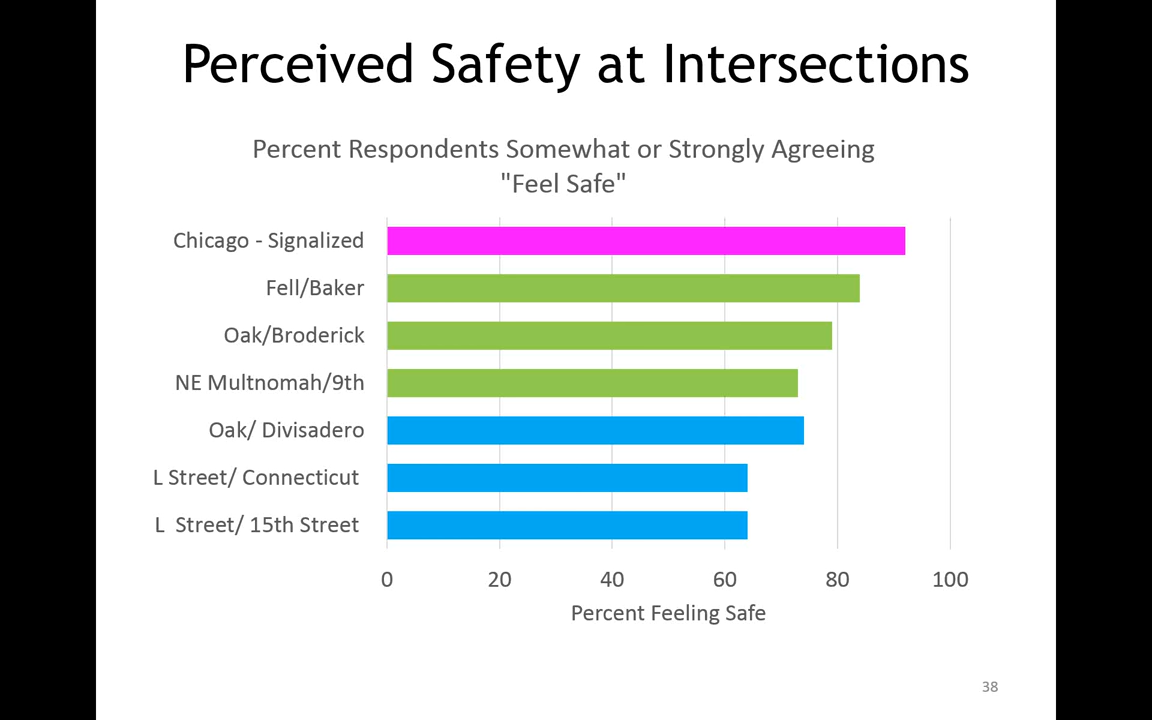 Perceived Safety at Intersections
Percent Respondents Somewhat or Strongly Agreeing
"Feel Safe"
Chicago - Signalized
Fell/Baker
Oak/Broderick
NE Multnomah/9th
Oak/ Divisadero
L Street/ Connecticut
L  Street/ 15th Street
0 20 40 60 80 100
Percent Feeling Safe
38